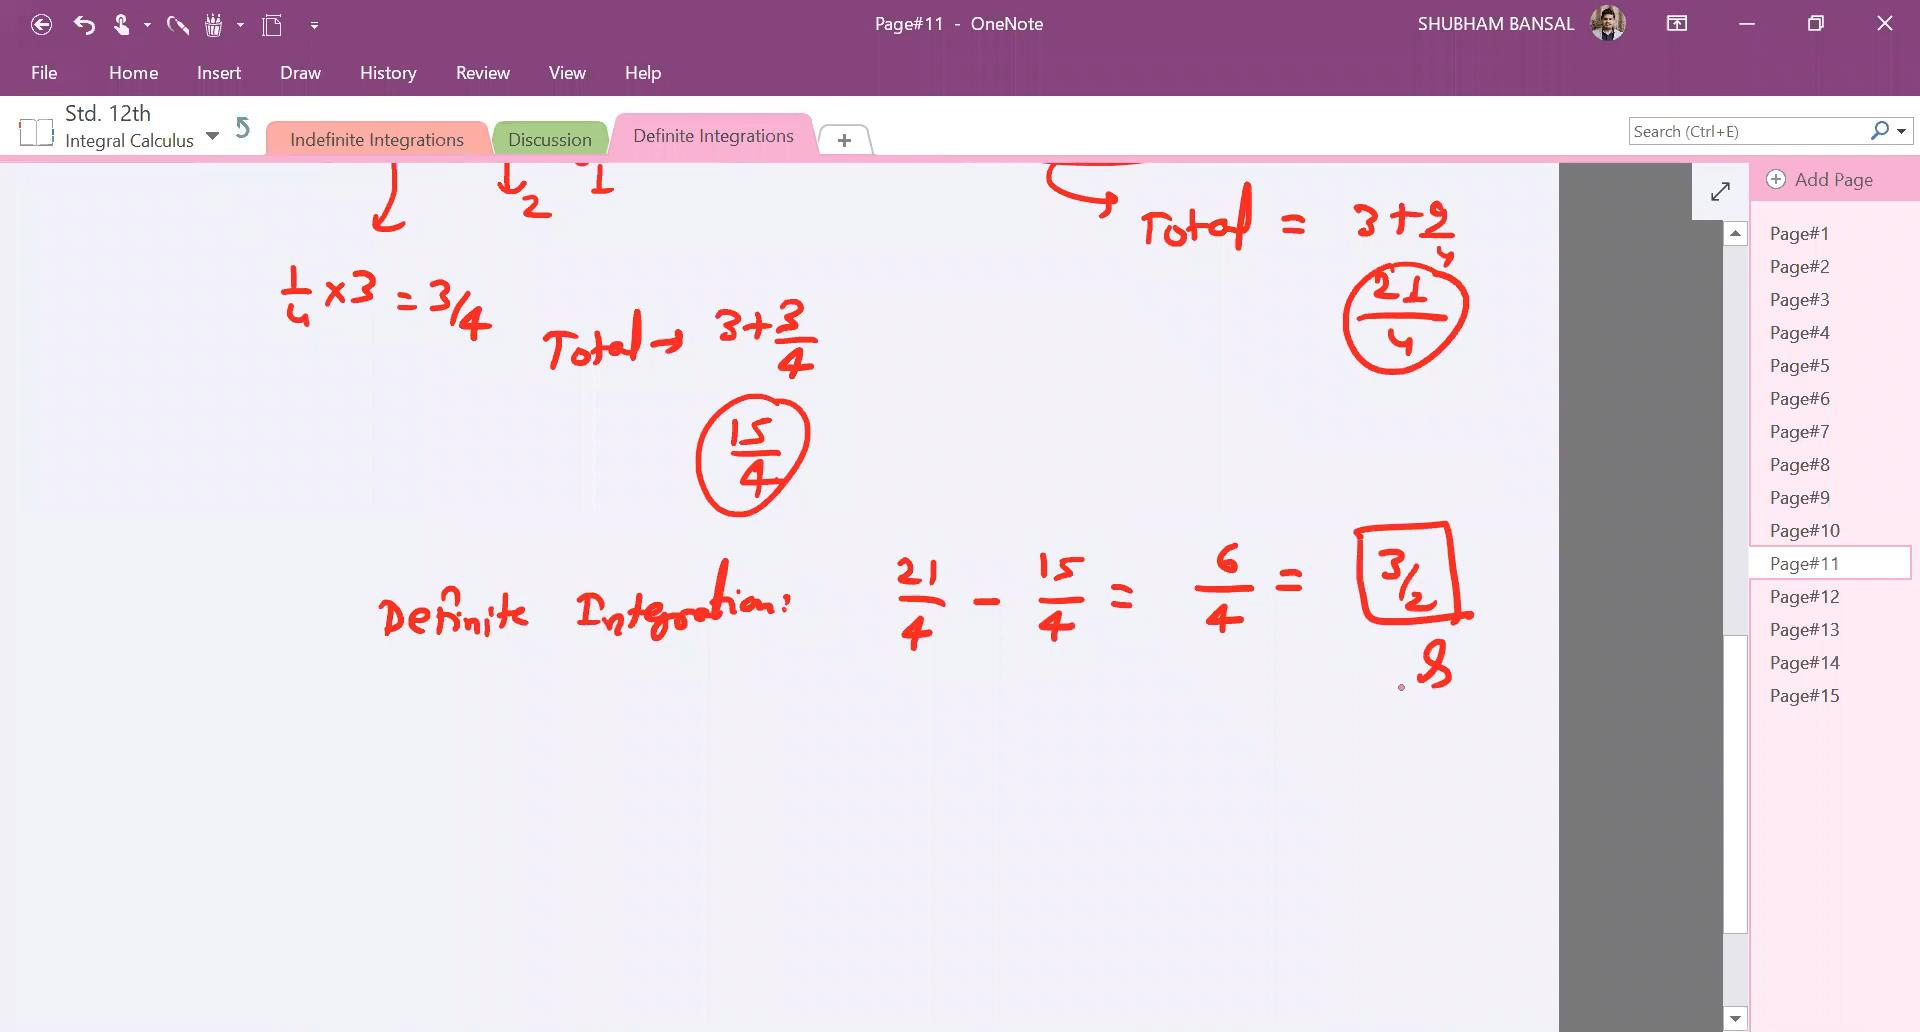 Page#11 - OneNote
SHUBHAM BANSAL
File Home Insert Draw History Review View Help
Std. 12th
Integral Calculus
Indefinite Integrations
Discussion
Definite Integrations
+
Search (Ctrl+E)
Add Page
Page#1
Page#2
Page#3
Page#4
Page#5
Page#6
Page#7
Page#8
Page#9
Page#10
Page#11
Page#12
Page#13
Page#14
Page#15
2 1
1/4 × 3 = 3/4
Total → 3 + 3/4
15/4
Total = 3 + 9/4
21/4
Definite Integration: 21/4 - 15/4 = 6/4 = 3/2